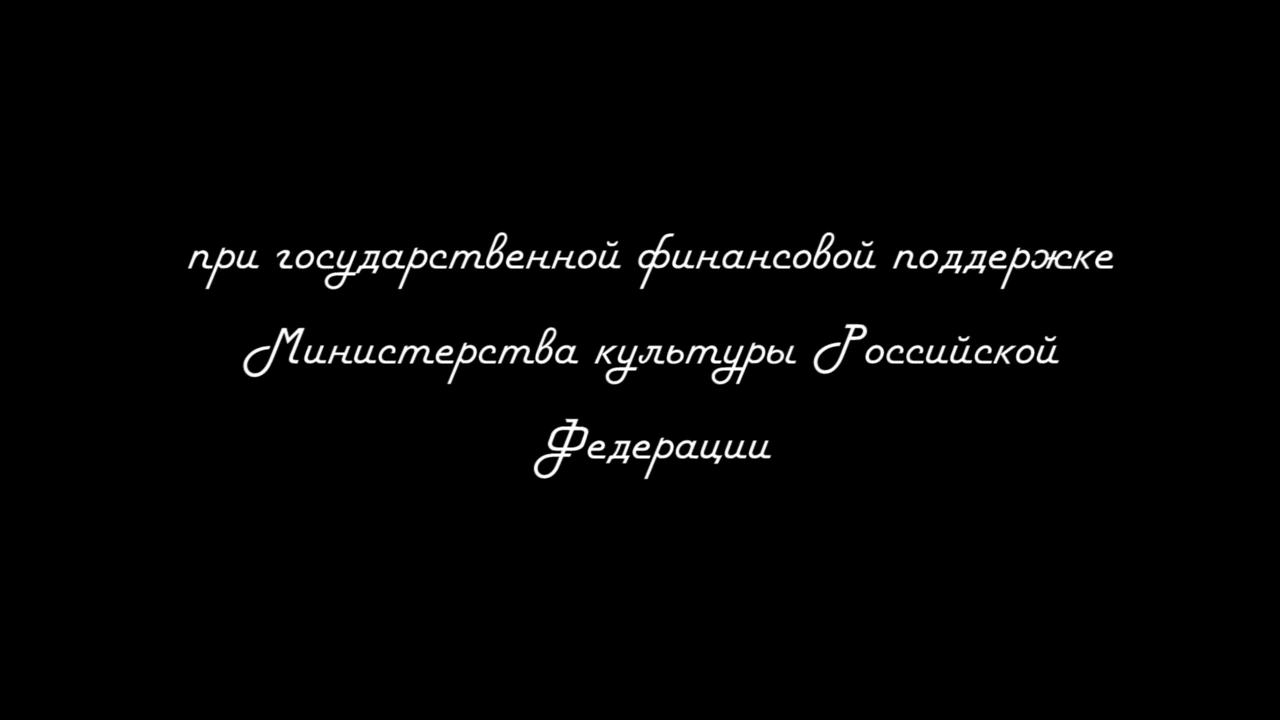 при государственной финансовой поддержке
Министерства культуры Российской
Федерации